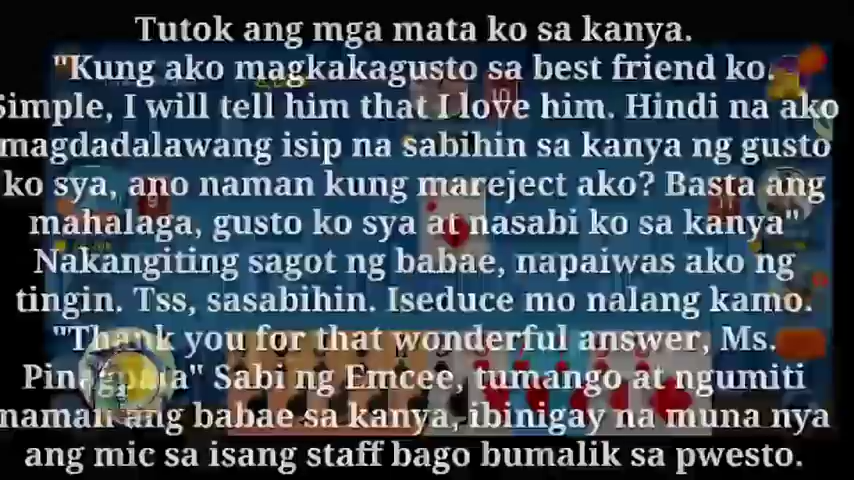 Tutok ang mga mata ko sa kanya.
"Kung ako magkakagusto sa best friend ko.
Simple, I will tell him that I love him. Hindi na ako
magdadalawang isip na sabihin sa kanya ng gusto
ko sya, ano naman kung mareject ako? Basta ang
mahalaga, gusto ko sya at nasabi ko sa kanya"
Nakangiting sagot ng babae, napaiwas ako ng
tingin. Tss, sasabihin. Iseduce mo nalang kamo.
"Thank you for that wonderful answer, Ms.
Sabi ng Emcee, tumango at ngumiti
naman ang babae sa kanya, ibinigay na muna nya
ang mic sa isang staff bago bumalik sa pwesto.